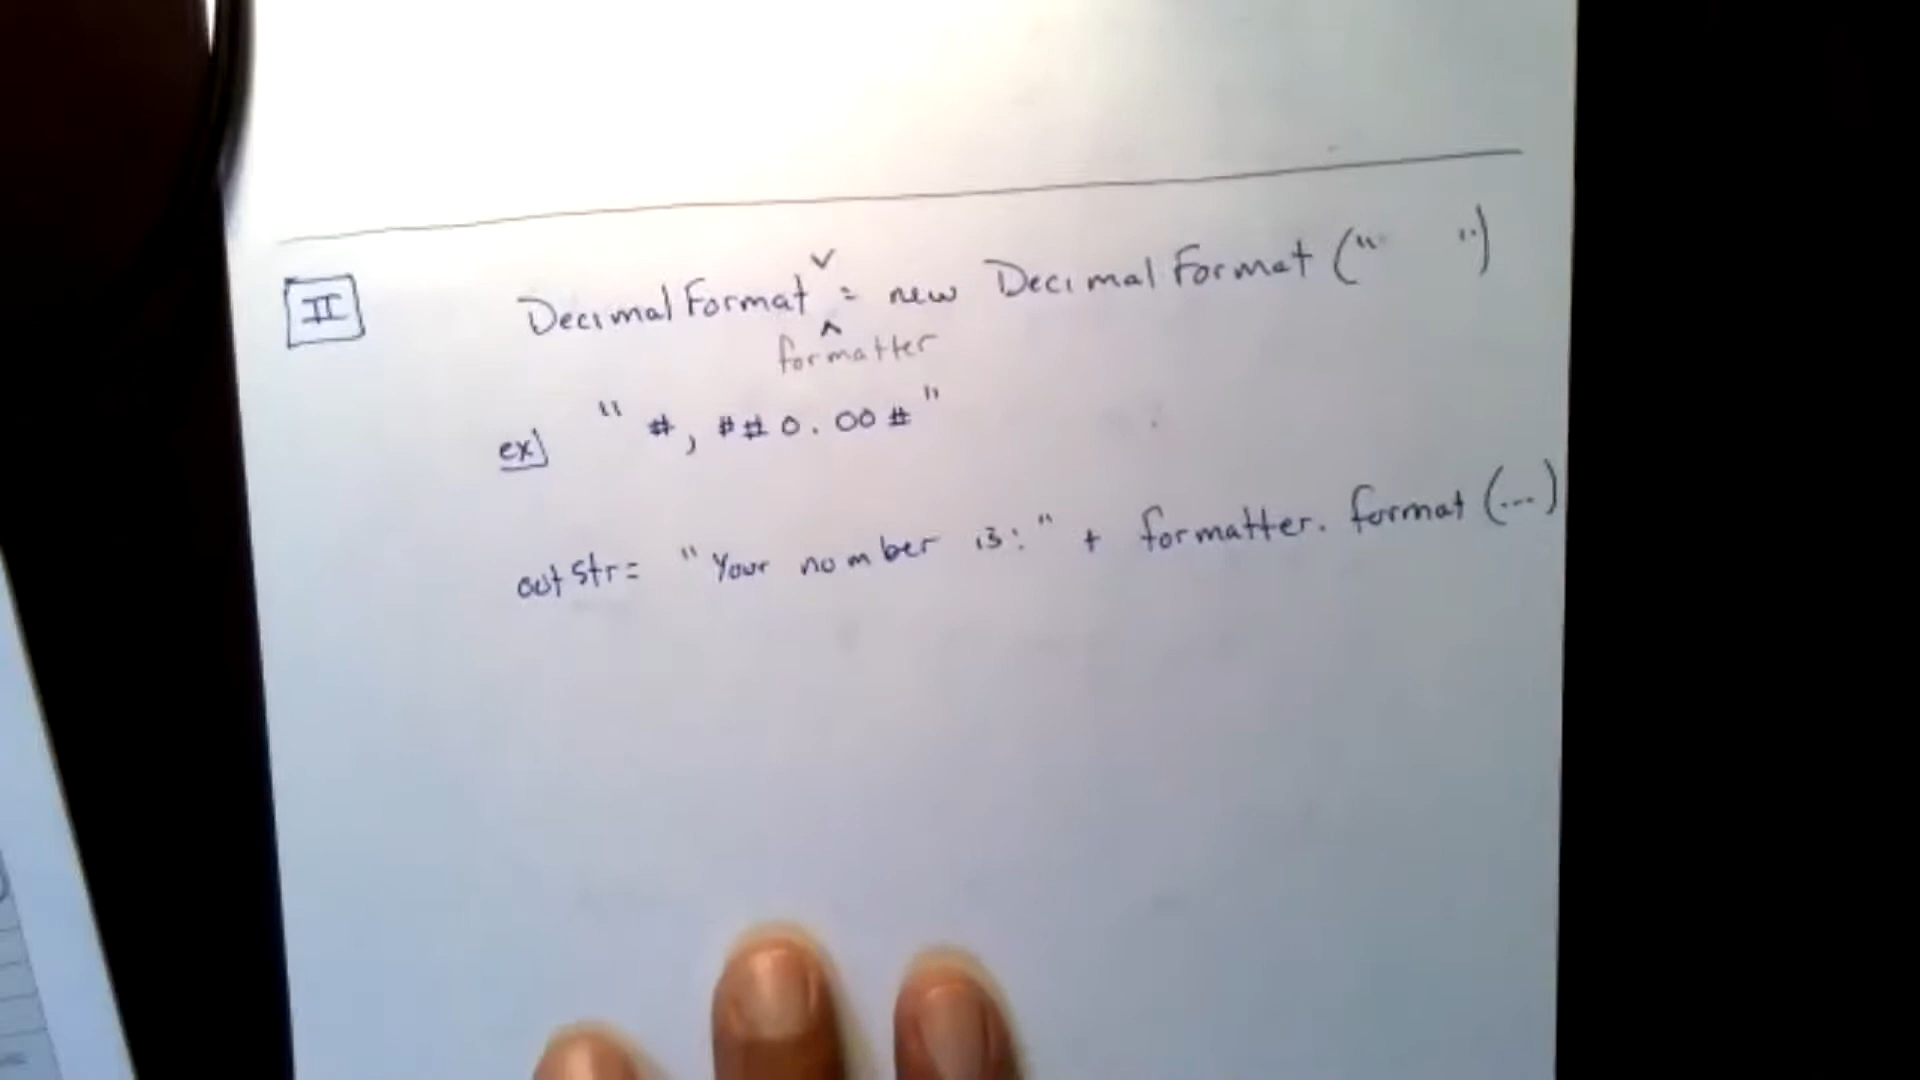 II DecimalFormat formatter = new DecimalFormat (" ")
ex] "#,##0.00#"
outStr= "Your number is:" + formatter. format (...)